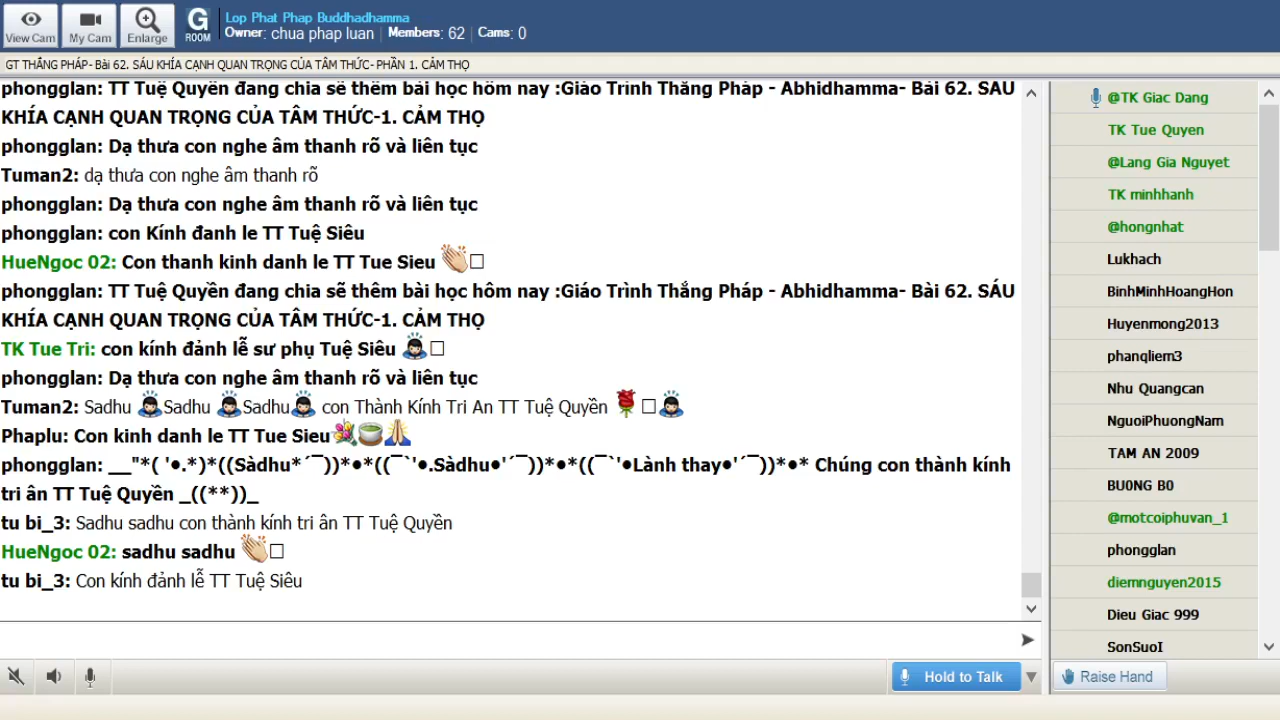 View Cam
My Cam
Enlarge
G
ROOM
Lop Phat Phap Buddhadhamma
Owner: chua phap luan | Members: 62 | Cams: 0
GT THẮNG PHÁP- Bài 62. SÁU KHÍA CẠNH QUAN TRỌNG CỦA TÂM THỨC- PHẦN 1. CẢM THỌ
phongglan: TT Tuệ Quyền đang chia sẽ thêm bài học hôm nay :Giáo Trình Thắng Pháp - Abhidhamma- Bài 62. SÁU
KHÍA CẠNH QUAN TRỌNG CỦA TÂM THỨC-1. CẢM THỌ
phongglan: Dạ thưa con nghe âm thanh rõ và liên tục
Tuman2: dạ thưa con nghe âm thanh rõ
phongglan: Dạ thưa con nghe âm thanh rõ và liên tục
phongglan: con Kính đanh le TT Tuệ Siêu
HueNgoc 02: Con thanh kinh danh le TT Tue Sieu 👏□
phongglan: TT Tuệ Quyền đang chia sẽ thêm bài học hôm nay :Giáo Trình Thắng Pháp - Abhidhamma- Bài 62. SÁU
KHÍA CẠNH QUAN TRỌNG CỦA TÂM THỨC-1. CẢM THỌ
TK Tue Tri: con kính đảnh lễ sư phụ Tuệ Siêu 🙇□
phongglan: Dạ thưa con nghe âm thanh rõ và liên tục
Tuman2: Sadhu 🙇Sadhu 🙇Sadhu🙇 con Thành Kính Tri An TT Tuệ Quyền 🌹□🙇
Phaplu: Con kinh danh le TT Tue Sieu💐🍵🙏
phongglan: __"*( '•.*)*((Sàdhu*´¯))*•*((¯`'•.Sàdhu•'´¯))*•*((¯`'•Lành thay•'´¯))*•* Chúng con thành kính
tri ân TT Tuệ Quyền _((**))_
tu bi_3: Sadhu sadhu con thành kính tri ân TT Tuệ Quyền
HueNgoc 02: sadhu sadhu 👏□
tu bi_3: Con kính đảnh lễ TT Tuệ Siêu
Hold to Talk
@TK Giac Dang
TK Tue Quyen
@Lang Gia Nguyet
TK minhhanh
@hongnhat
Lukhach
BinhMinhHoangHon
Huyenmong2013
phanqliem3
Nhu Quangcan
NguoiPhuongNam
TAM AN 2009
BU0NG B0
@motcoiphuvan_1
phongglan
diemnguyen2015
Dieu Giac 999
SonSuoI
Raise Hand